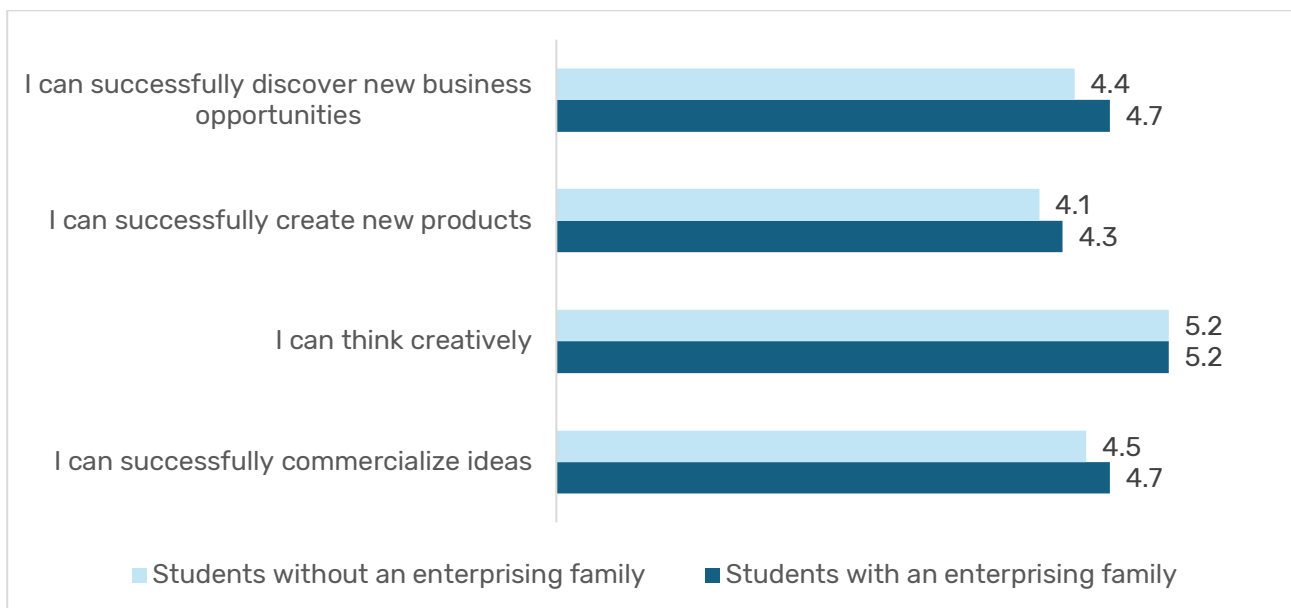 I can successfully discover new business
opportunities
4.4
4.7
I can successfully create new products
4.1
4.3
I can think creatively
5.2
5.2
I can successfully commercialize ideas
4.5
4.7
Students without an enterprising family
Students with an enterprising family